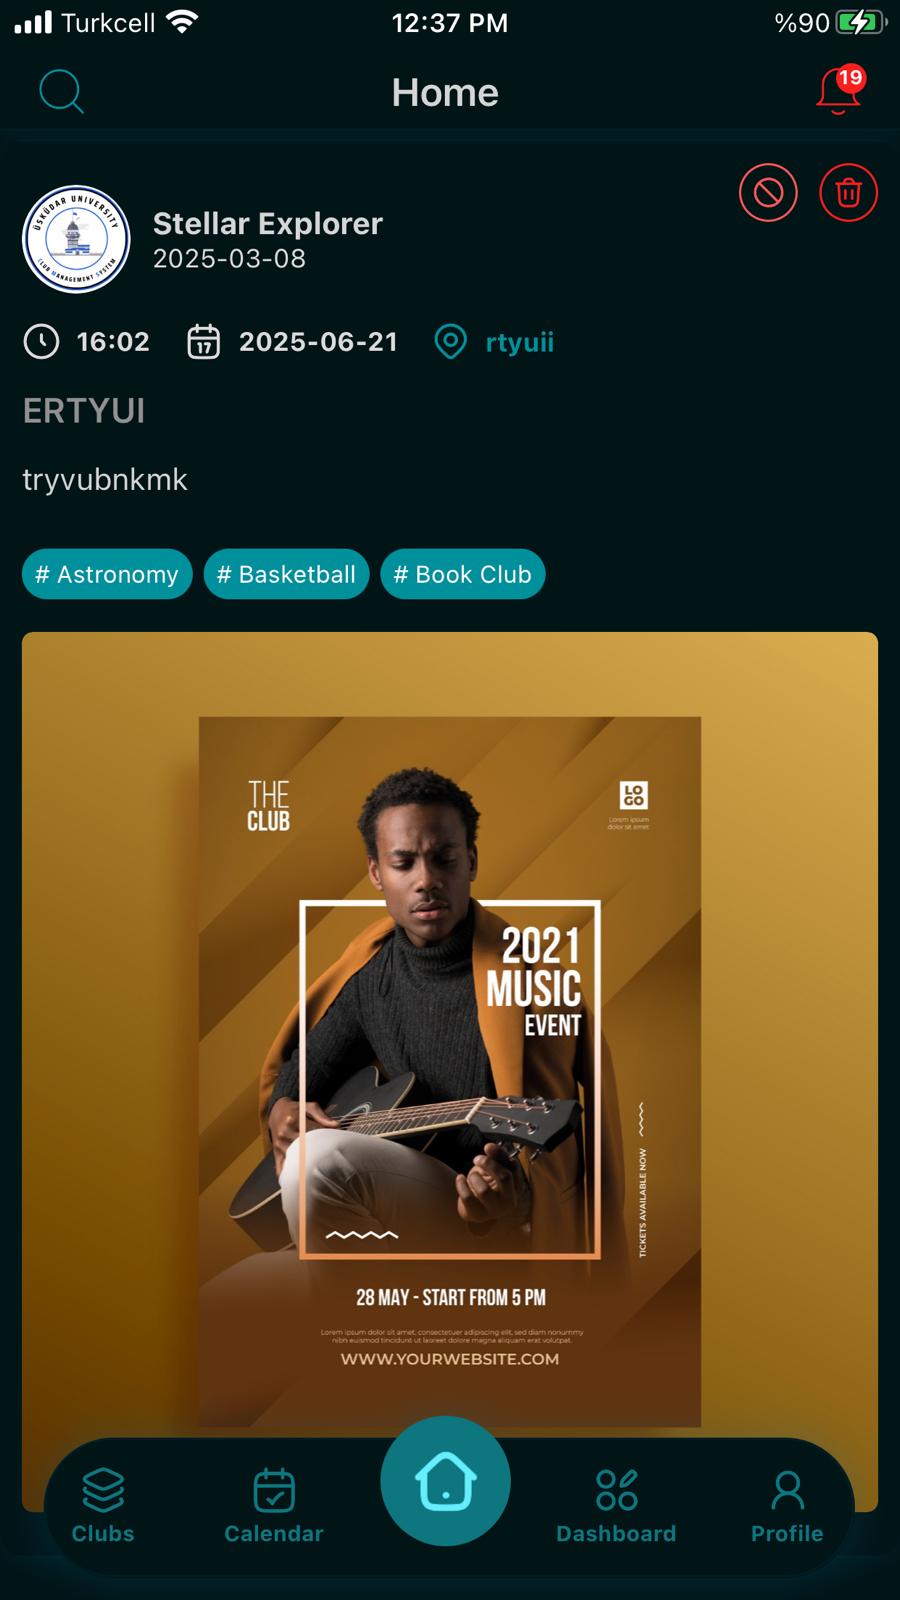 Turkcell 12:37 PM %90
Home
19
ÜSKÜDAR UNIVERSITY
CLUB MANAGEMENT SYSTEM
Stellar Explorer
2025-03-08
16:02 17 2025-06-21 rtyuii
ERTYUI
tryvubnkmk
# Astronomy # Basketball # Book Club
THE
CLUB
LO
GO
Lorem ipsum
dolor sit amet
2021
MUSIC
EVENT
TICKETS AVAILABLE NOW
28 MAY - START FROM 5 PM
Lorem ipsum dolor sit amet, consectetuer adipiscing elit, sed diam nonummy
nibh euismod tincidunt ut laoreet dolore magna aliquam erat volutpat.
WWW.YOURWEBSITE.COM
Clubs Calendar Dashboard Profile